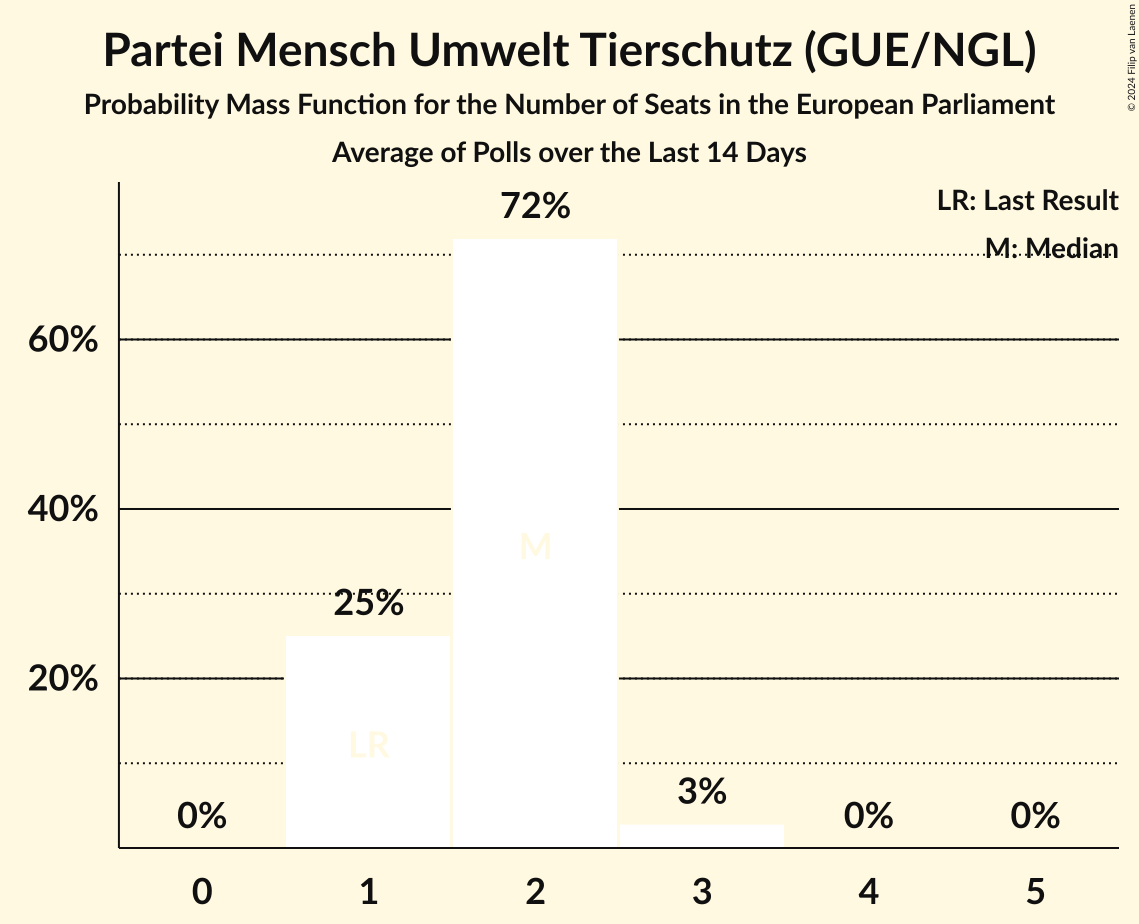 Partei Mensch Umwelt Tierschutz (GUE/NGL)
Probability Mass Function for the Number of Seats in the European Parliament
Average of Polls over the Last 14 Days
© 2024 Filip van Laenen
LR: Last Result
M: Median
72%
60%
40%
M
25%
20%
LR
3%
0%
0%
0%
0 1 2 3 4 5